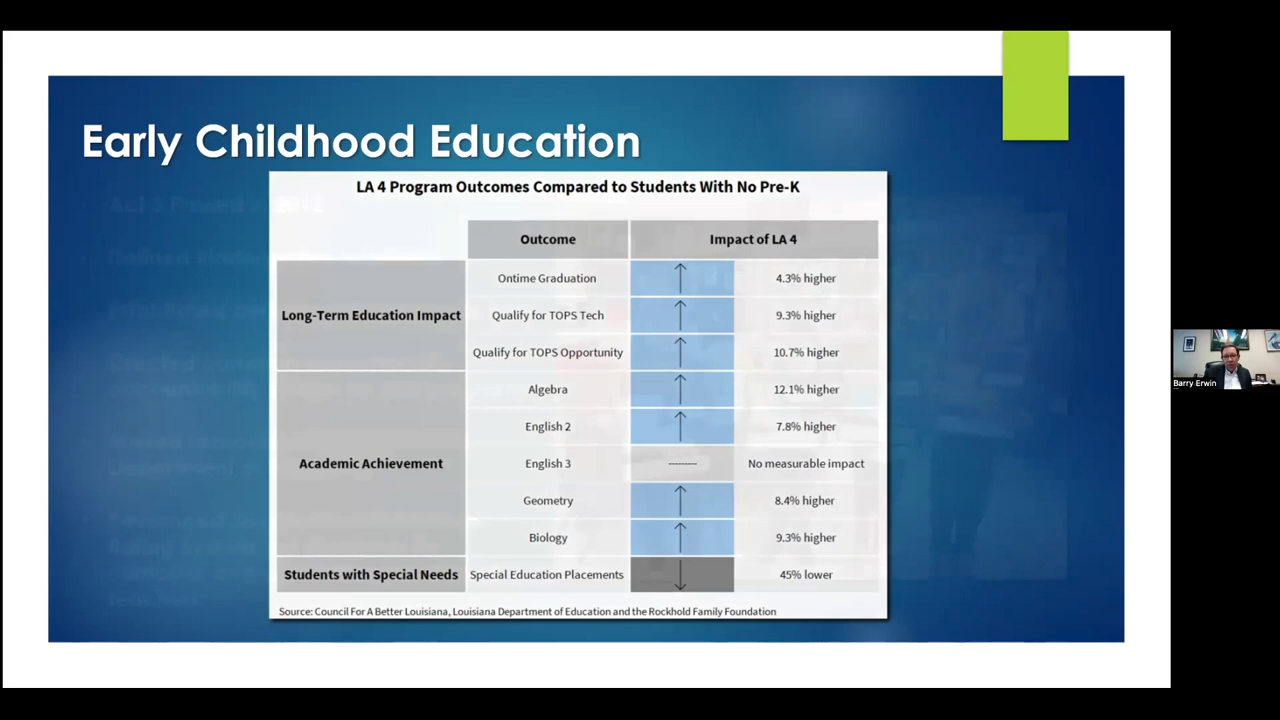 Early Childhood Education
LA 4 Program Outcomes Compared to Students With No Pre-K
Outcome Impact of LA 4
Long-Term Education Impact
Ontime Graduation 4.3% higher
Qualify for TOPS Tech 9.3% higher
Qualify for TOPS Opportunity 10.7% higher
Academic Achievement
Algebra 12.1% higher
English 2 7.8% higher
English 3 No measurable impact
Geometry 8.4% higher
Biology 9.3% higher
Students with Special Needs Special Education Placements 45% lower
Source: Council For A Better Louisiana, Louisiana Department of Education and the Rockhold Family Foundation
Barry Erwin